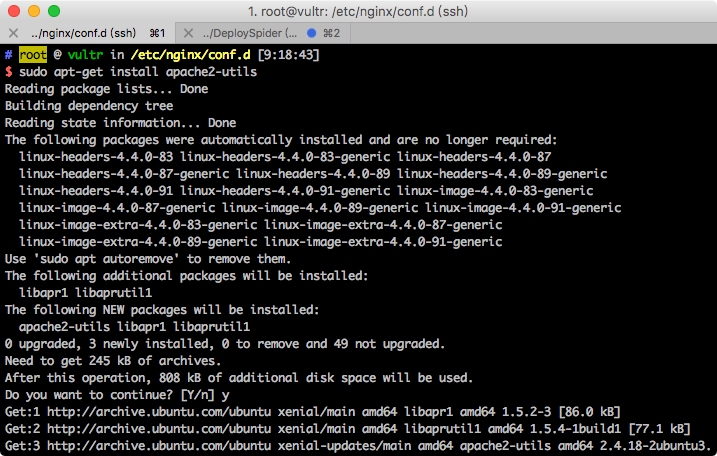 1. root@vultr: /etc/nginx/conf.d (ssh)
../nginx/conf.d (ssh) ⌘1 ../DeploySpider (... ⌘2
# root @ vultr in /etc/nginx/conf.d [9:18:43]
$ sudo apt-get install apache2-utils
Reading package lists... Done
Building dependency tree
Reading state information... Done
The following packages were automatically installed and are no longer required:
linux-headers-4.4.0-83 linux-headers-4.4.0-83-generic linux-headers-4.4.0-87
linux-headers-4.4.0-87-generic linux-headers-4.4.0-89 linux-headers-4.4.0-89-generic
linux-headers-4.4.0-91 linux-headers-4.4.0-91-generic linux-image-4.4.0-83-generic
linux-image-4.4.0-87-generic linux-image-4.4.0-89-generic linux-image-4.4.0-91-generic
linux-image-extra-4.4.0-83-generic linux-image-extra-4.4.0-87-generic
linux-image-extra-4.4.0-89-generic linux-image-extra-4.4.0-91-generic
Use 'sudo apt autoremove' to remove them.
The following additional packages will be installed:
libapr1 libaprutil1
The following NEW packages will be installed:
apache2-utils libapr1 libaprutil1
0 upgraded, 3 newly installed, 0 to remove and 49 not upgraded.
Need to get 245 kB of archives.
After this operation, 808 kB of additional disk space will be used.
Do you want to continue? [Y/n] y
Get:1 http://archive.ubuntu.com/ubuntu xenial/main amd64 libapr1 amd64 1.5.2-3 [86.0 kB]
Get:2 http://archive.ubuntu.com/ubuntu xenial/main amd64 libaprutil1 amd64 1.5.4-1build1 [77.1 kB]
Get:3 http://archive.ubuntu.com/ubuntu xenial-updates/main amd64 apache2-utils amd64 2.4.18-2ubuntu3.